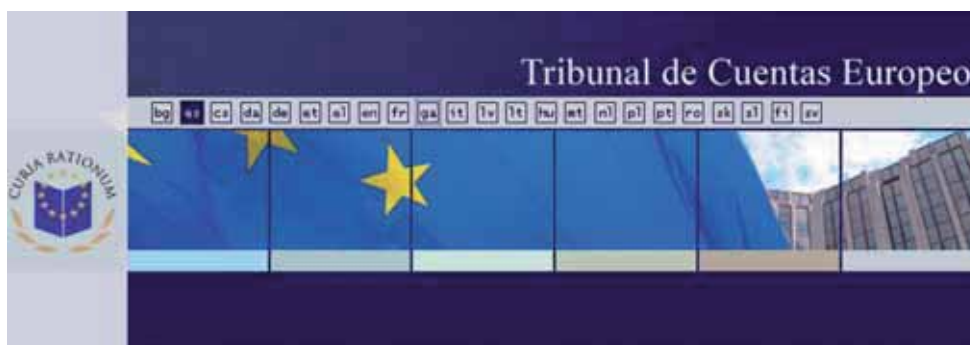 Tribunal de Cuentas Europeo
bg es cs da de et el en fr ga it lv lt hu mt nl pl pt ro sk sl fi sv
CURIA RATIONUM